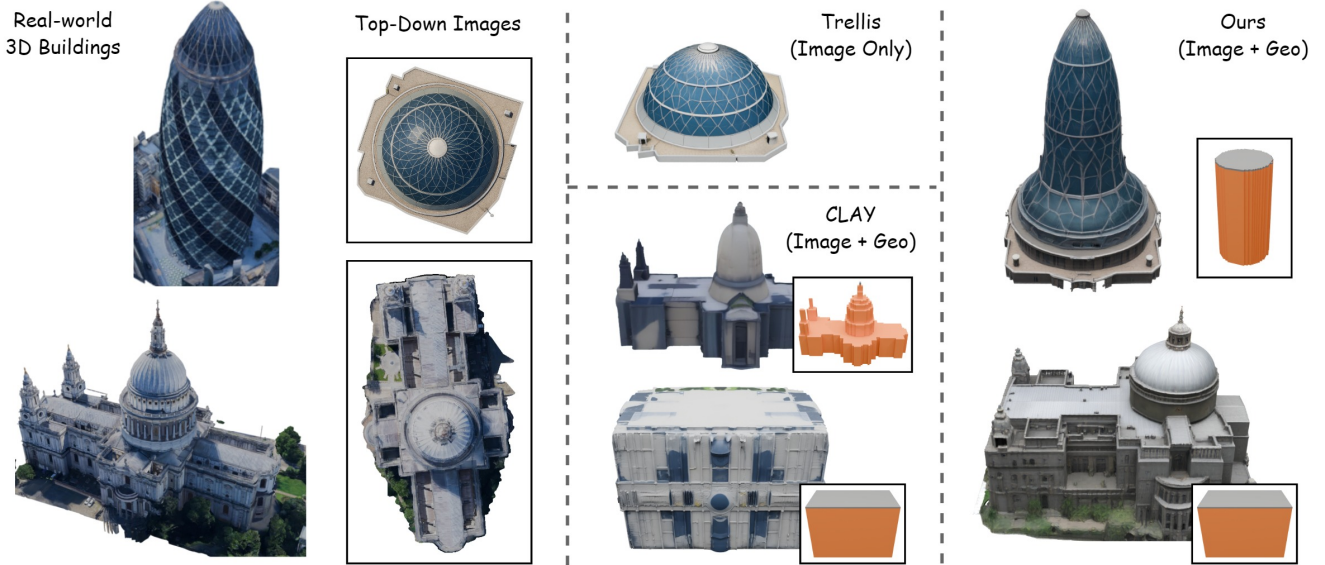 Real-world
3D Buildings
Top-Down Images
Trellis
(Image Only)
CLAY
(Image + Geo)
Ours
(Image + Geo)